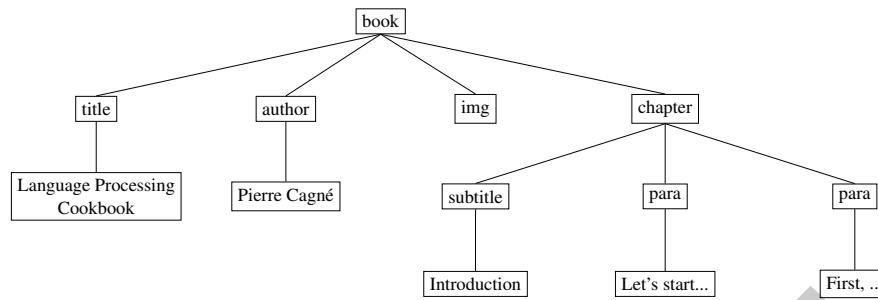 book
title
author
img
chapter
Language Processing
Cookbook
Pierre Cagné
subtitle
para
para
Introduction
Let's start...
First, ..